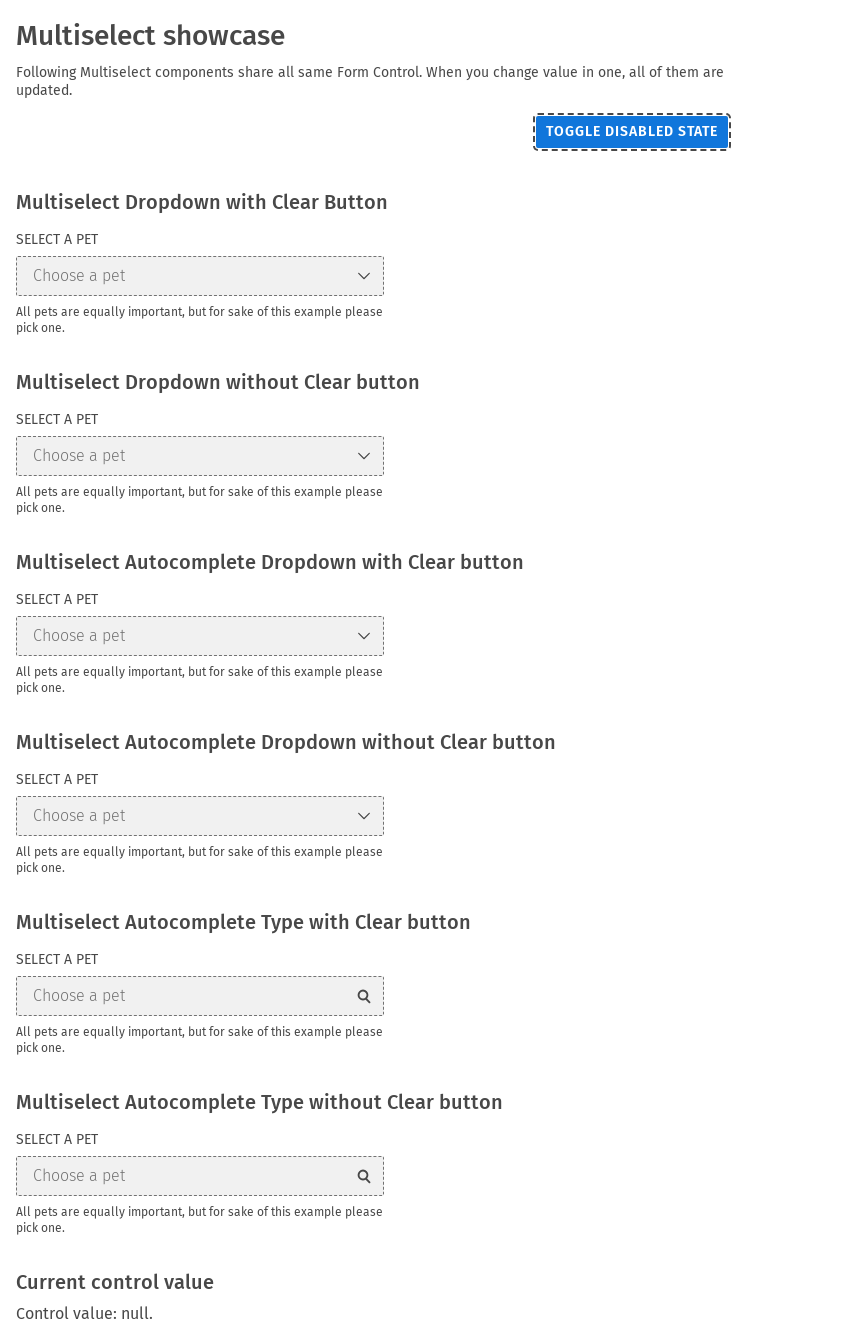 Multiselect showcase
Following Multiselect components share all same Form Control. When you change value in one, all of them are
updated.
TOGGLE DISABLED STATE
Multiselect Dropdown with Clear Button
SELECT A PET
Choose a pet
All pets are equally important, but for sake of this example please
pick one.
Multiselect Dropdown without Clear button
SELECT A PET
Choose a pet
All pets are equally important, but for sake of this example please
pick one.
Multiselect Autocomplete Dropdown with Clear button
SELECT A PET
Choose a pet
All pets are equally important, but for sake of this example please
pick one.
Multiselect Autocomplete Dropdown without Clear button
SELECT A PET
Choose a pet
All pets are equally important, but for sake of this example please
pick one.
Multiselect Autocomplete Type with Clear button
SELECT A PET
Choose a pet
All pets are equally important, but for sake of this example please
pick one.
Multiselect Autocomplete Type without Clear button
SELECT A PET
Choose a pet
All pets are equally important, but for sake of this example please
pick one.
Current control value
Control value: null.